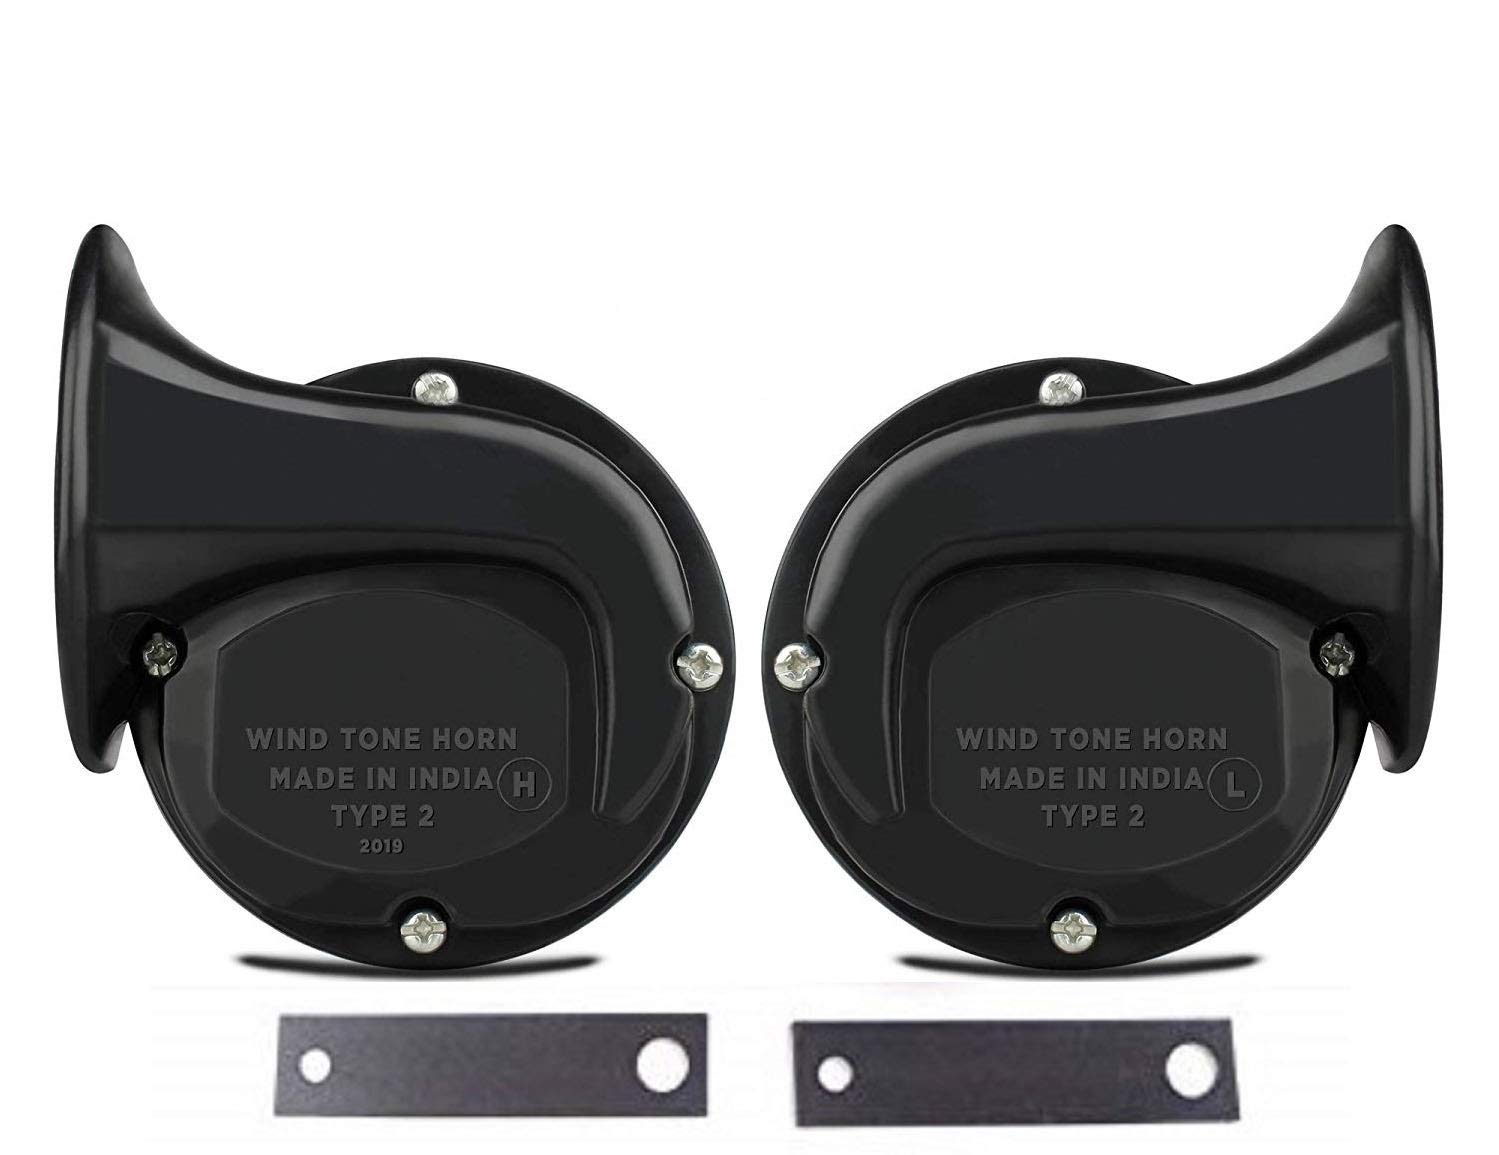 WIND TONE HORN
MADE IN INDIA H
TYPE 2
2019
WIND TONE HORN
MADE IN INDIA L
TYPE 2